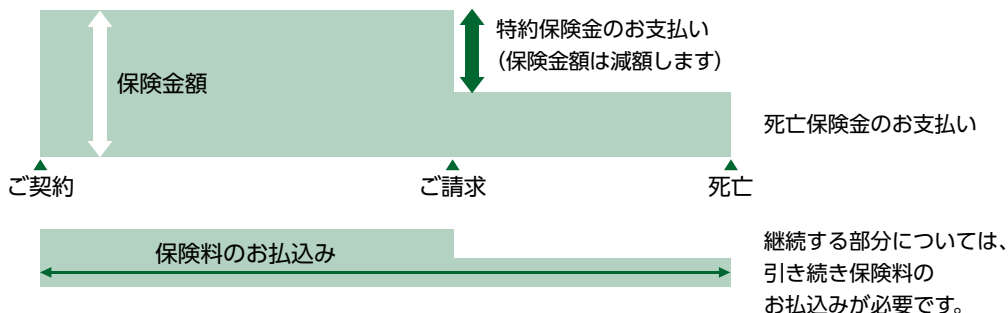 特約保険金のお支払い
（保険金額は減額します）
保険金額
死亡保険金のお支払い
ご契約
ご請求
死亡
保険料のお払込み
継続する部分については、
引き続き保険料の
お払込みが必要です。